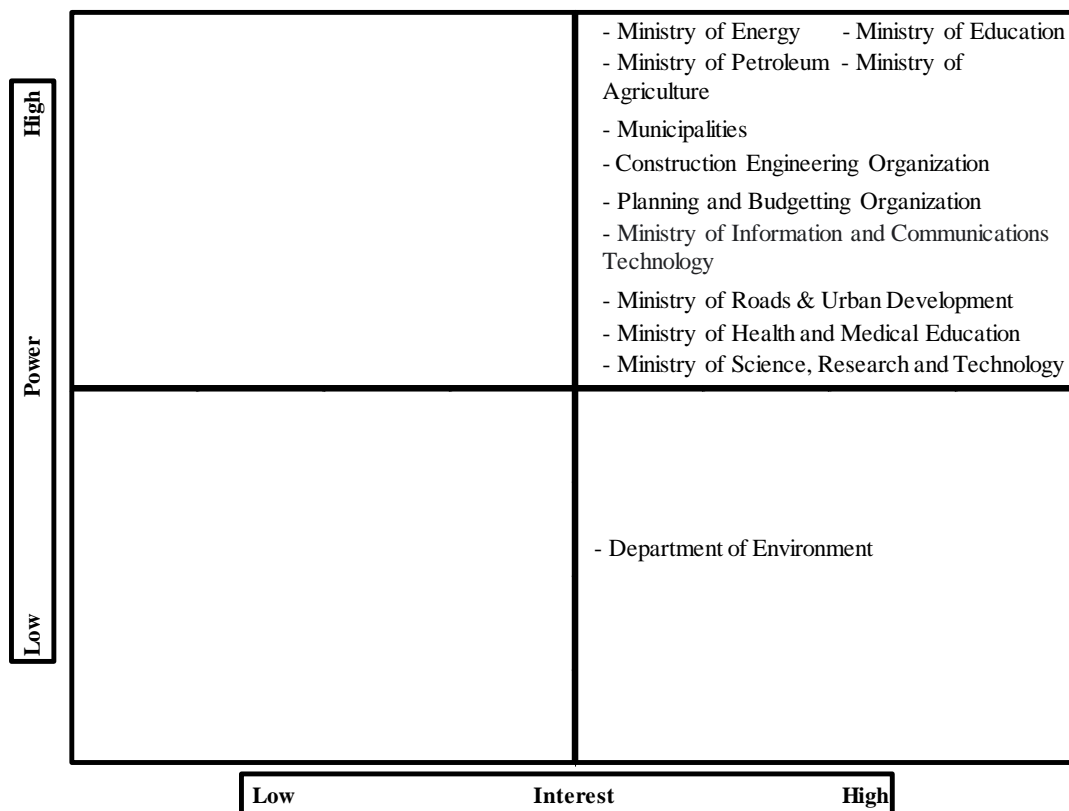 - Ministry of Energy - Ministry of Education
- Ministry of Petroleum - Ministry of
Agriculture
- Municipalities
- Construction Engineering Organization
- Planning and Budgetting Organization
- Ministry of Information and Communications
Technology
- Ministry of Roads & Urban Development
- Ministry of Health and Medical Education
- Ministry of Science, Research and Technology
- Department of Environment
High
Power
Low
Low Interest High